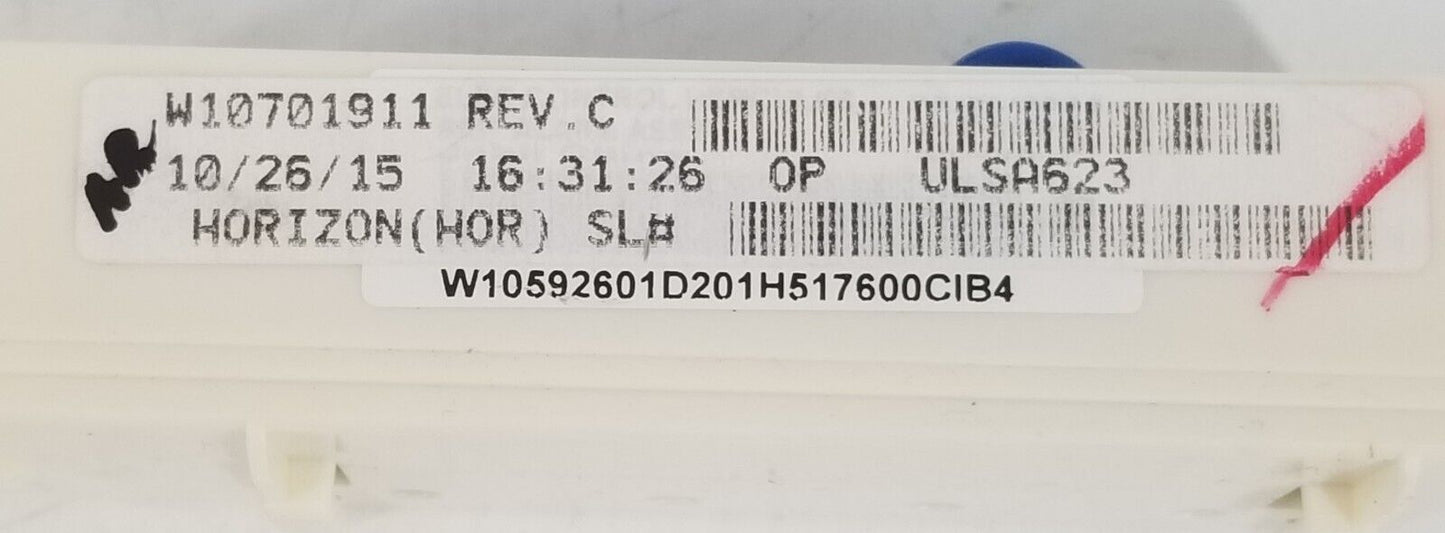 W10701911 REV.C
10/26/15 16:31:26 OP ULSA623
HORIZON(HOR) SL#
W10592601D201H517600CIB4